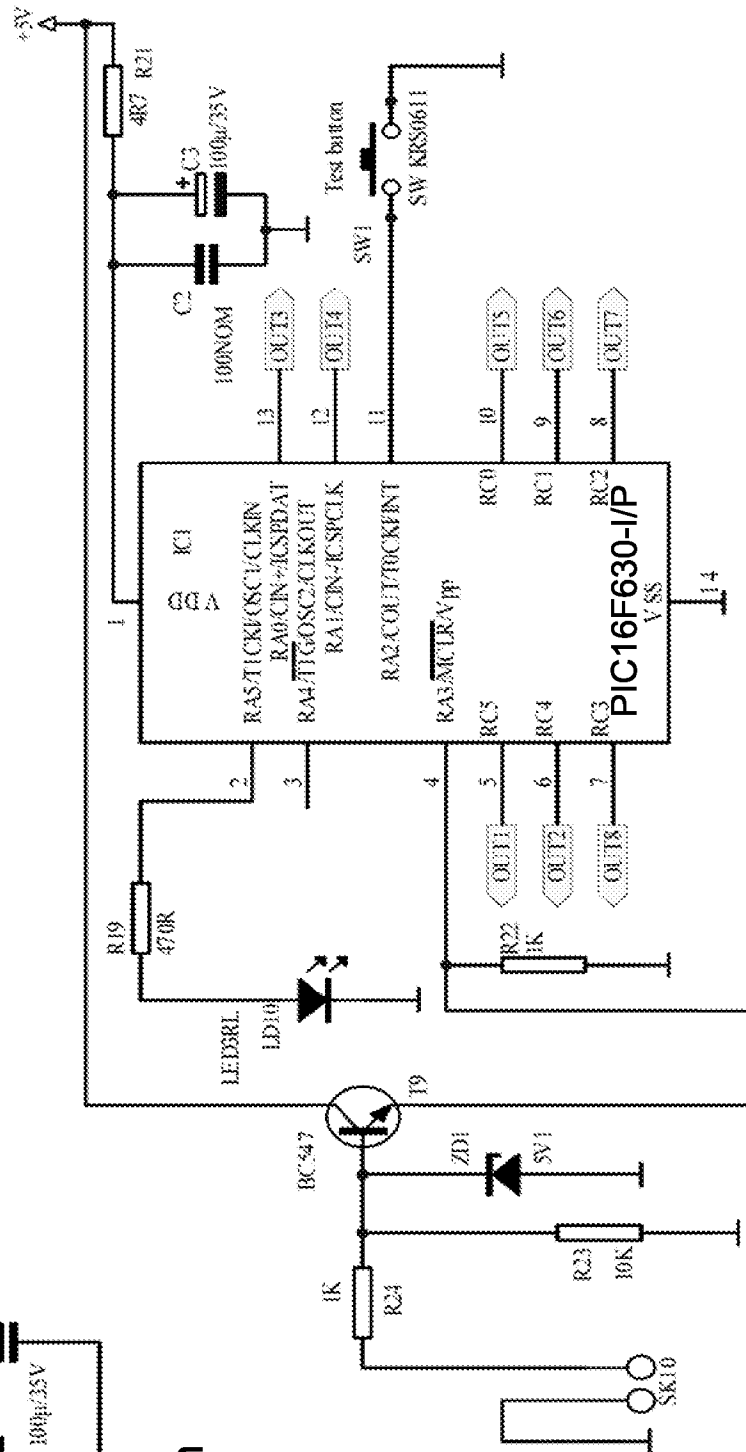 +5V
R21
4R7
C3
+
100µ/35V
C2
100NOM
Test button
SW KRS0611
SW1
OUT3
OUT4
OUT5
OUT6
OUT7
13
12
11
10
9
8
1
VDD
IC1
RA5/T1CKI/OSC1/CLKIN
RA0/CIN+/ICSPDAT
RA4/T1G/OSC2/CLKOUT
RA1/CIN-/ICSPCLK
RA2/COUT/T0CKI/INT
RA3/MCLR/Vpp
RC0
RC1
RC2
RC5
RC4
RC3
PIC16F630-I/P
VSS
14
2
3
4
5
6
7
OUT1
OUT2
OUT8
R19
470R
LED3RL
LD10
R22
1K
T9
BC547
ZD1
5V1
R23
10K
1K
R24
SK10
100µ/35V